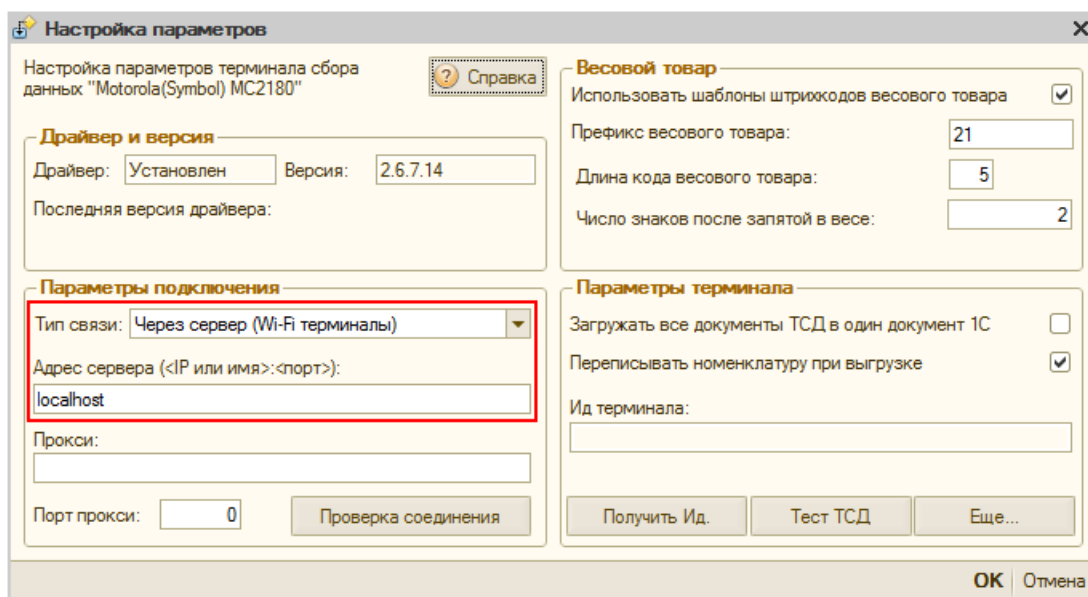 Настройка параметров
Настройка параметров терминала сбора
данных "Motorola(Symbol) MC2180"
Справка
Драйвер и версия
Драйвер: Установлен Версия: 2.6.7.14
Последняя версия драйвера:
Параметры подключения
Тип связи: Через сервер (Wi-Fi терминалы)
Адрес сервера (<IP или имя>:<порт>):
localhost
Прокси:
Порт прокси: 0 Проверка соединения
Весовой товар
Использовать шаблоны штрихкодов весового товара
Префикс весового товара: 21
Длина кода весового товара: 5
Число знаков после запятой в весе: 2
Параметры терминала
Загружать все документы ТСД в один документ 1С
Переписывать номенклатуру при выгрузке
Ид терминала:
Получить Ид. Тест ТСД Еще...
OK Отмена